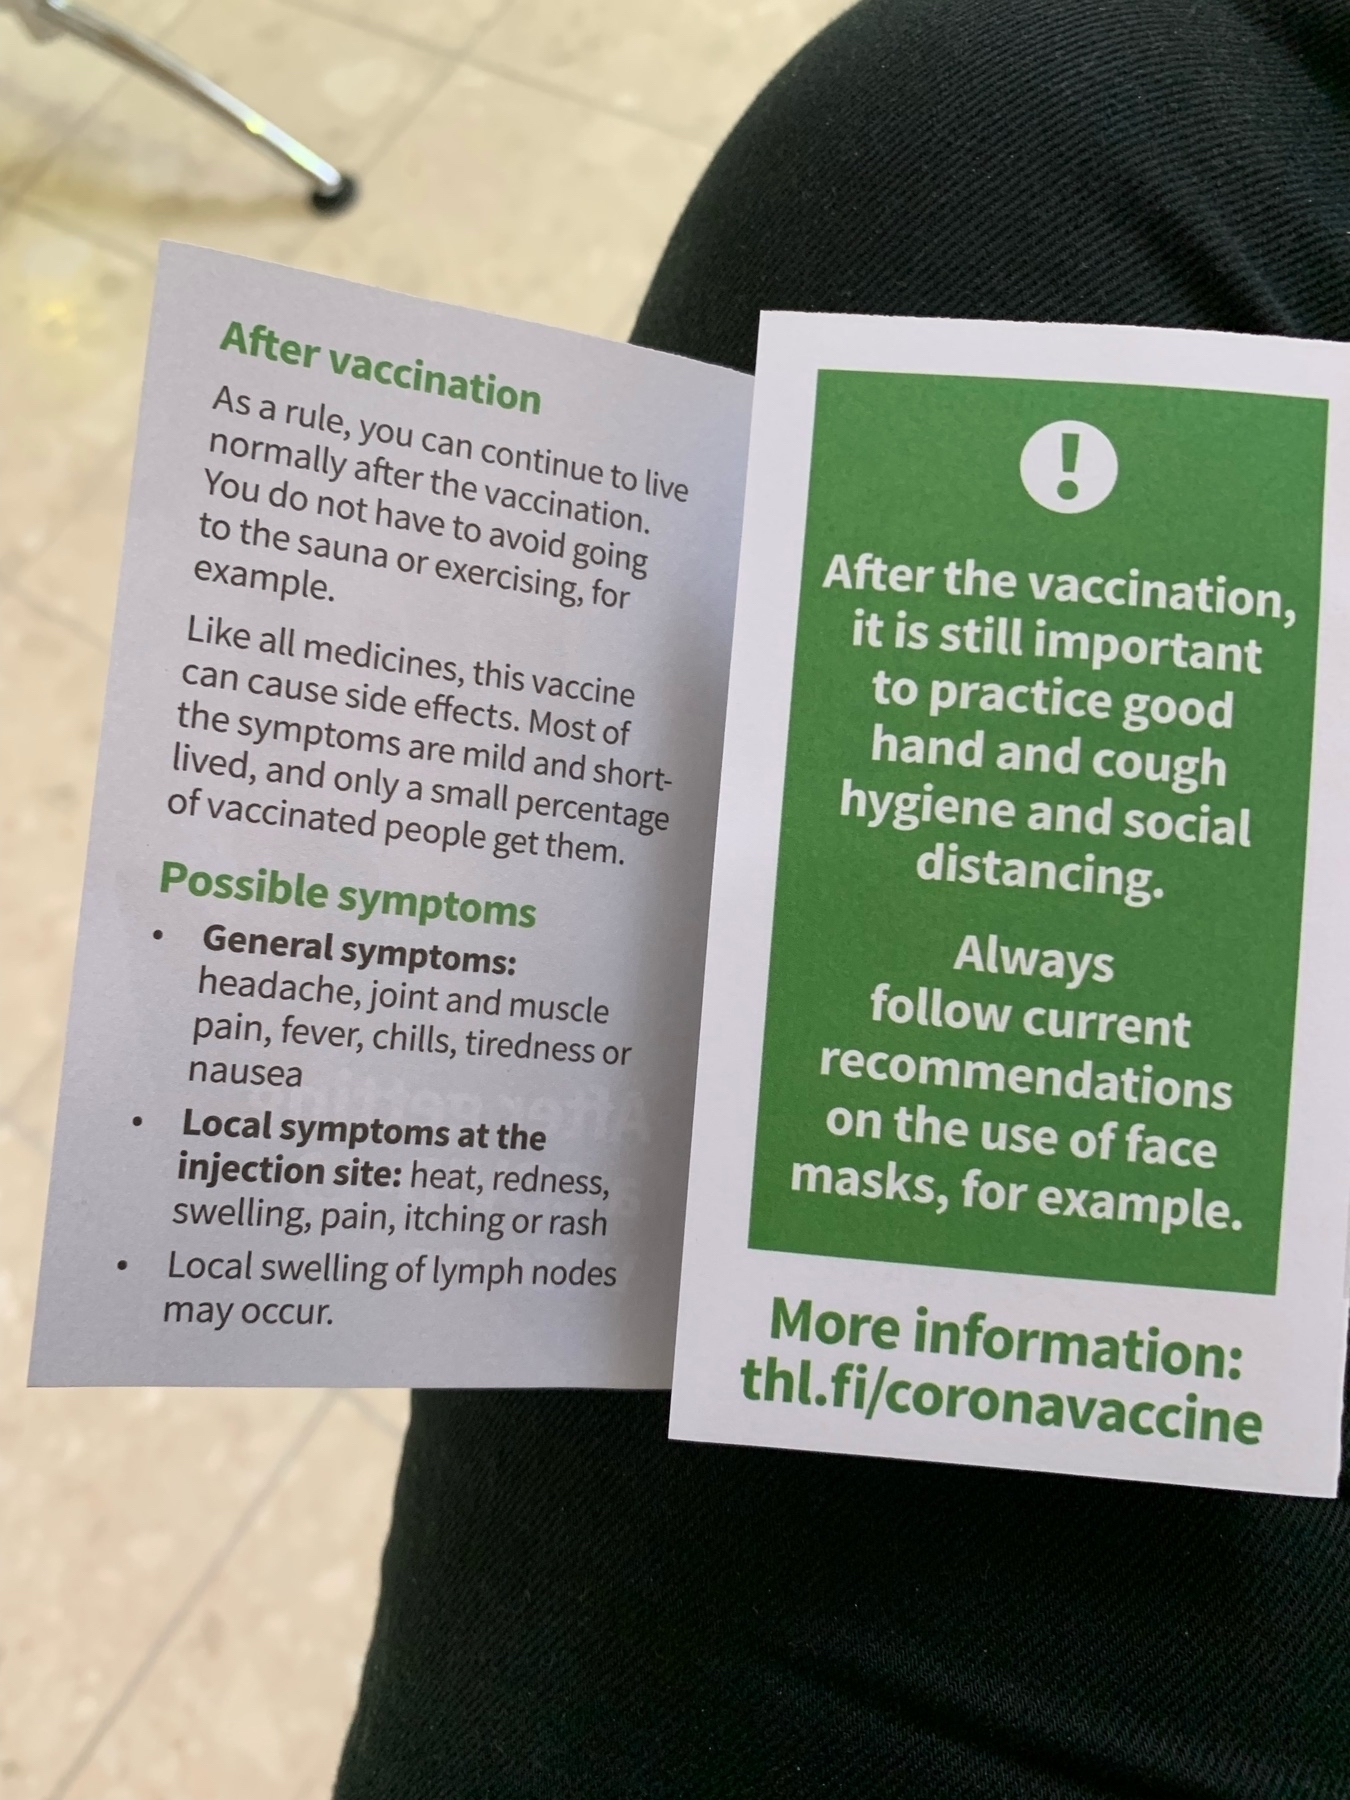 After vaccination
As a rule, you can continue to live
normally after the vaccination.
You do not have to avoid going
to the sauna or exercising, for
example.
Like all medicines, this vaccine
can cause side effects. Most of
the symptoms are mild and short-
lived, and only a small percentage
of vaccinated people get them.
Possible symptoms
• General symptoms:
headache, joint and muscle
pain, fever, chills, tiredness or
nausea
• Local symptoms at the
injection site: heat, redness,
swelling, pain, itching or rash
• Local swelling of lymph nodes
may occur.
!
After the vaccination,
it is still important
to practice good
hand and cough
hygiene and social
distancing.
Always
follow current
recommendations
on the use of face
masks, for example.
More information:
thl.fi/coronavaccine